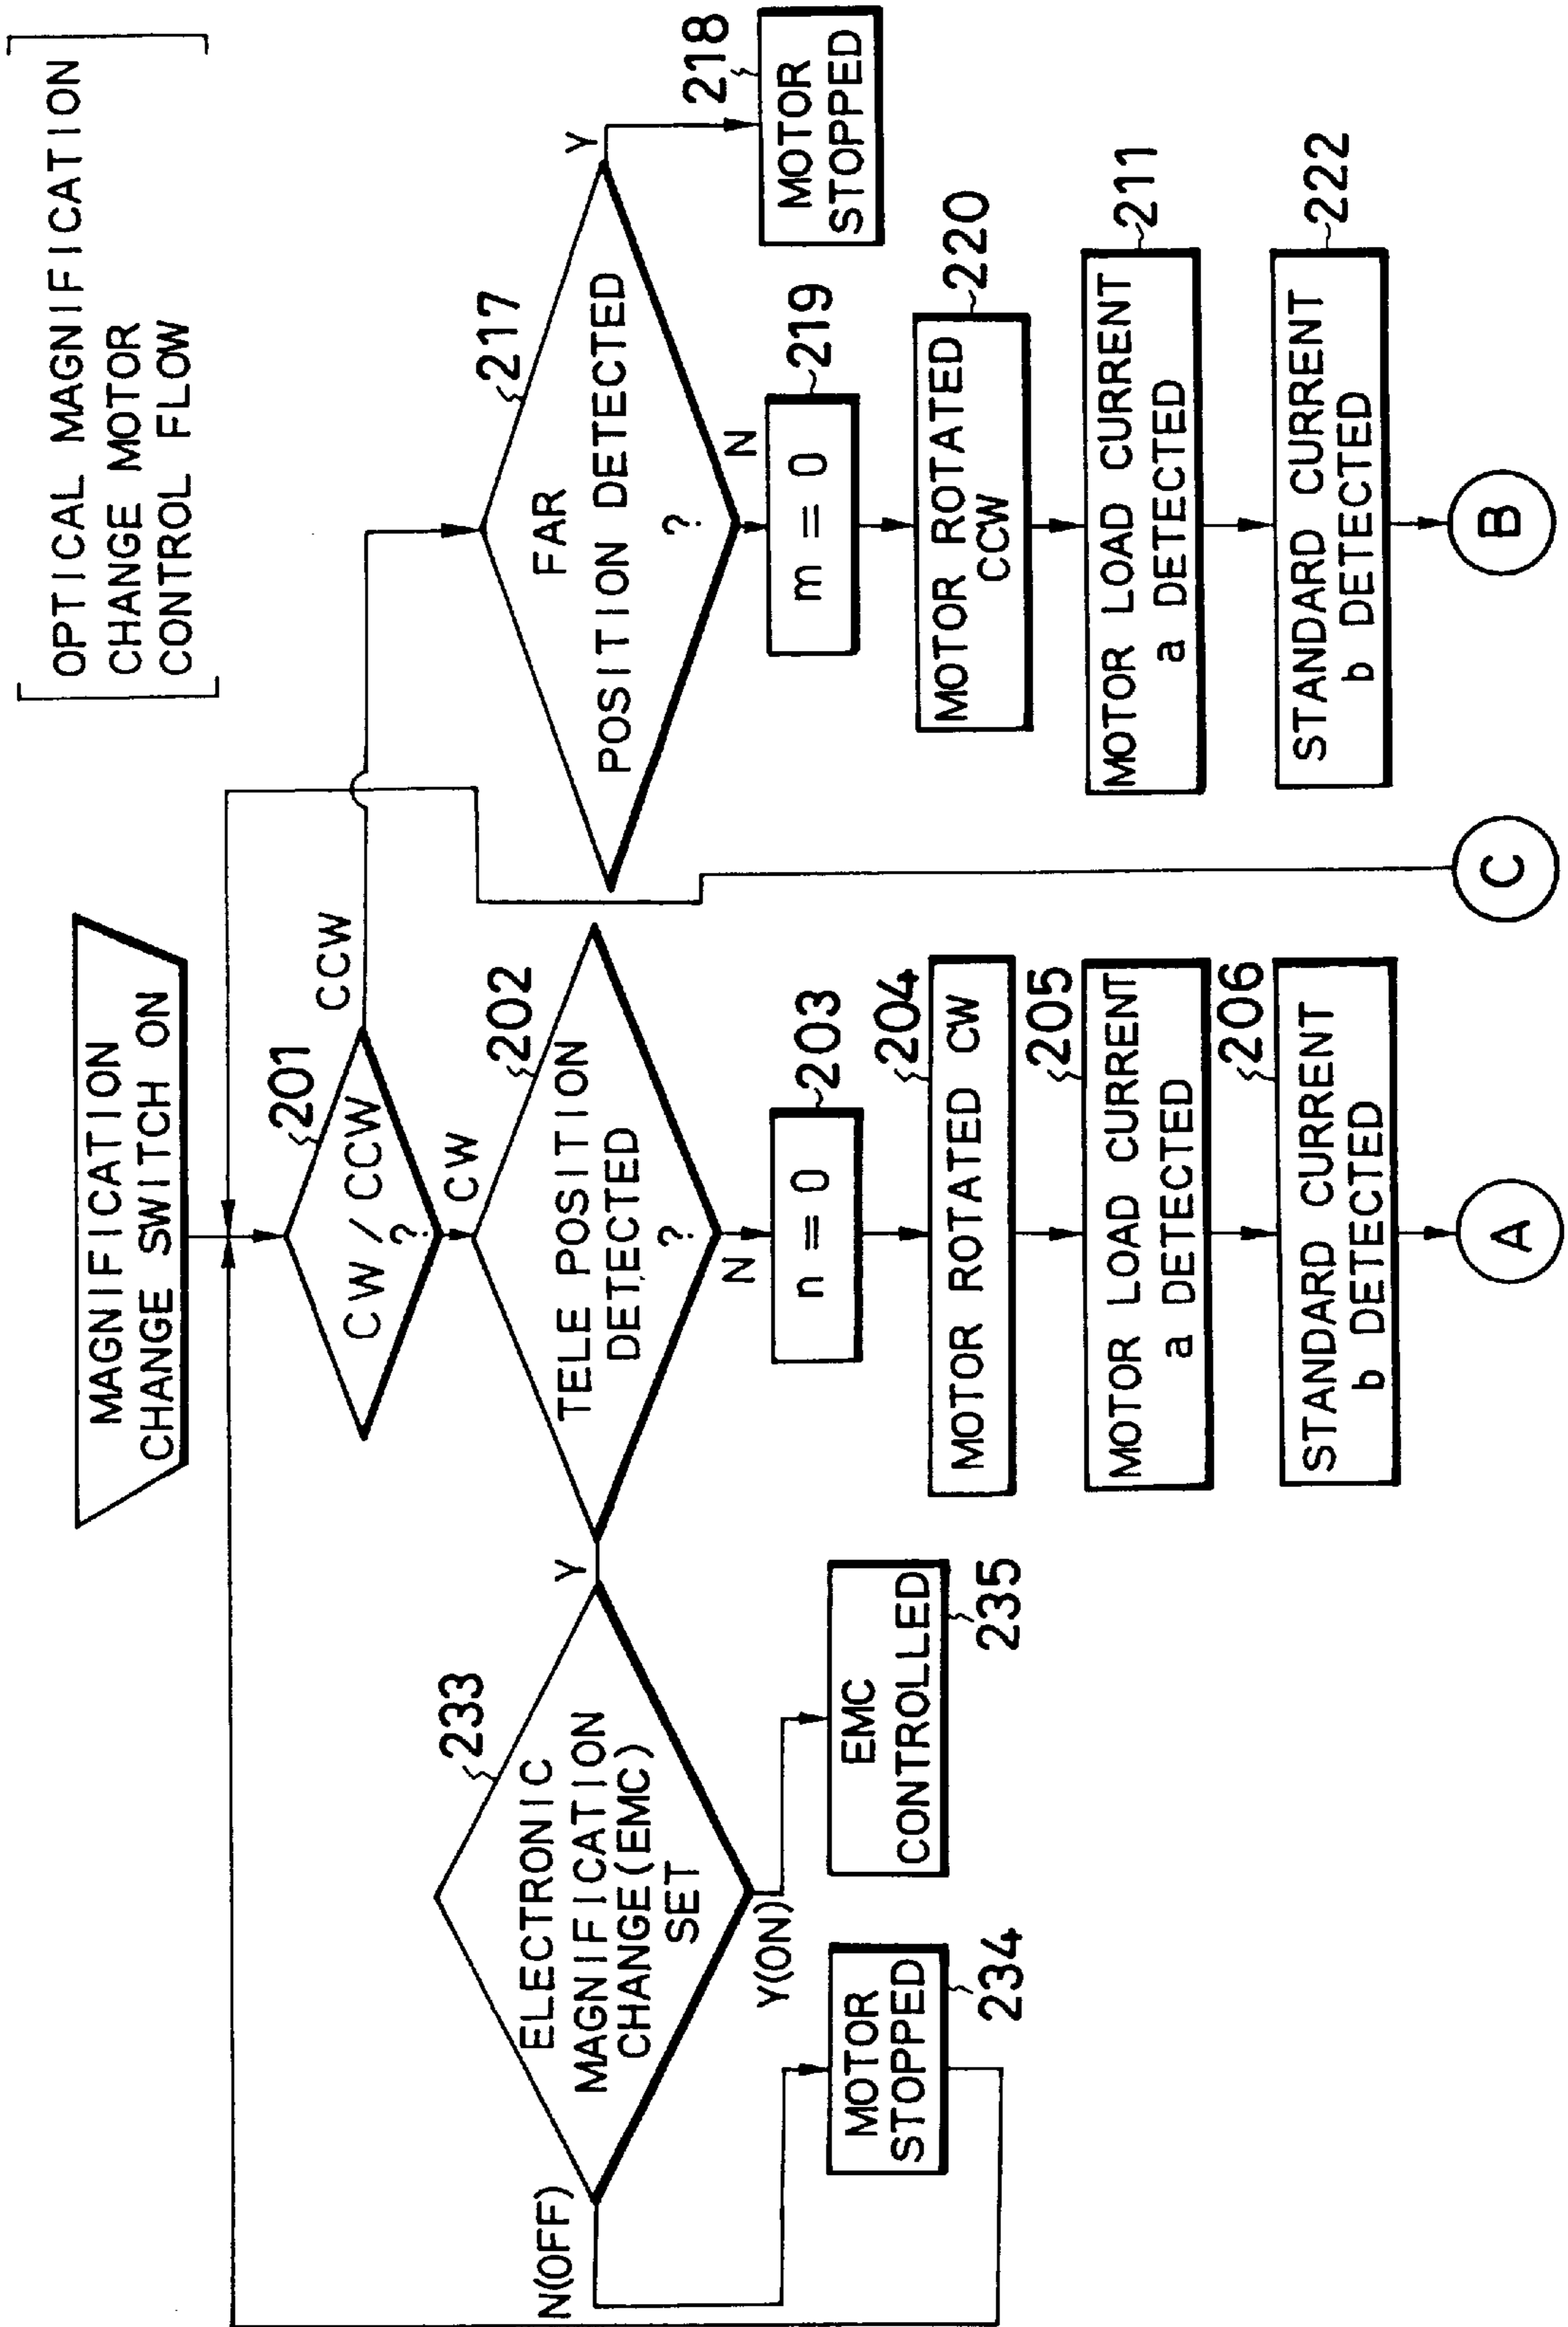 OPTICAL MAGNIFICATION
CHANGE MOTOR
CONTROL FLOW
MAGNIFICATION
CHANGE SWITCH ON
201
CW / CCW
?
CCW
CW
202
TELE POSITION
DETECTED
?
Y
N
233
ELECTRONIC
MAGNIFICATION
CHANGE(EMC)
SET
N(OFF)
Y(ON)
MOTOR
STOPPED
234
EMC
CONTROLLED
235
n = 0
203
MOTOR ROTATED CW
204
MOTOR LOAD CURRENT
a DETECTED
205
STANDARD CURRENT
b DETECTED
206
A
C
217
FAR
POSITION DETECTED
?
Y
N
218
MOTOR
STOPPED
m = 0
219
MOTOR ROTATED
CCW
220
MOTOR LOAD CURRENT
a DETECTED
211
STANDARD CURRENT
b DETECTED
222
B